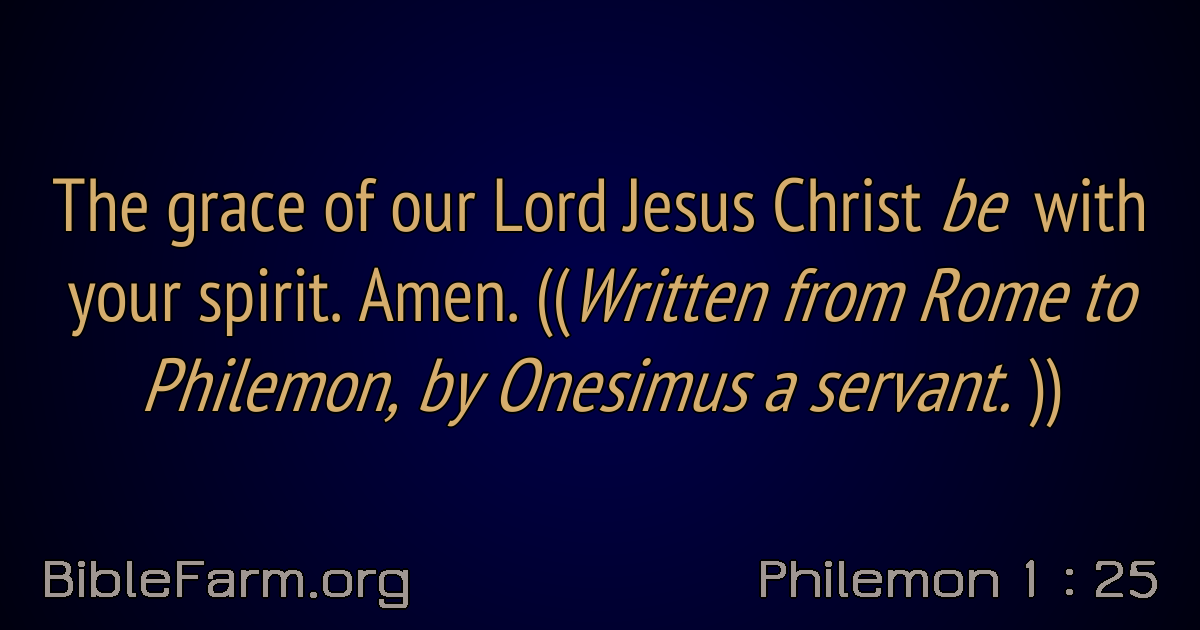 The grace of our Lord Jesus Christ be with
your spirit. Amen. ((Written from Rome to
Philemon, by Onesimus a servant. ))
BibleFarm.org
Philemon 1 : 25